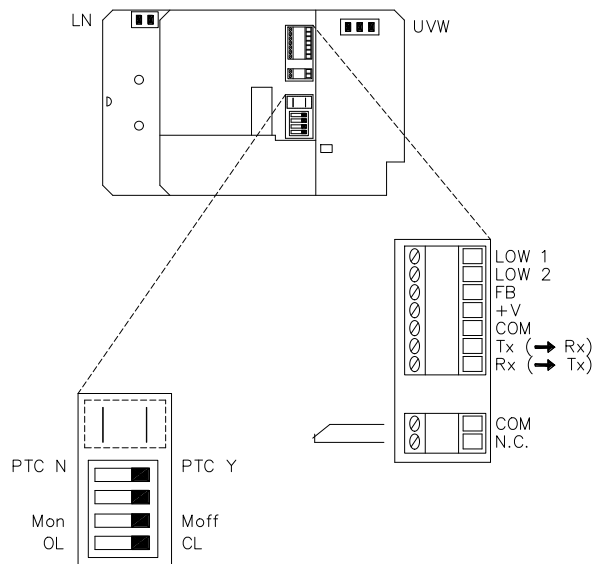 LN
UVW
LOW 1
LOW 2
FB
+V
COM
Tx (→ Rx)
Rx (→ Tx)
COM
N.C.
PTC N PTC Y
Mon Moff
OL CL